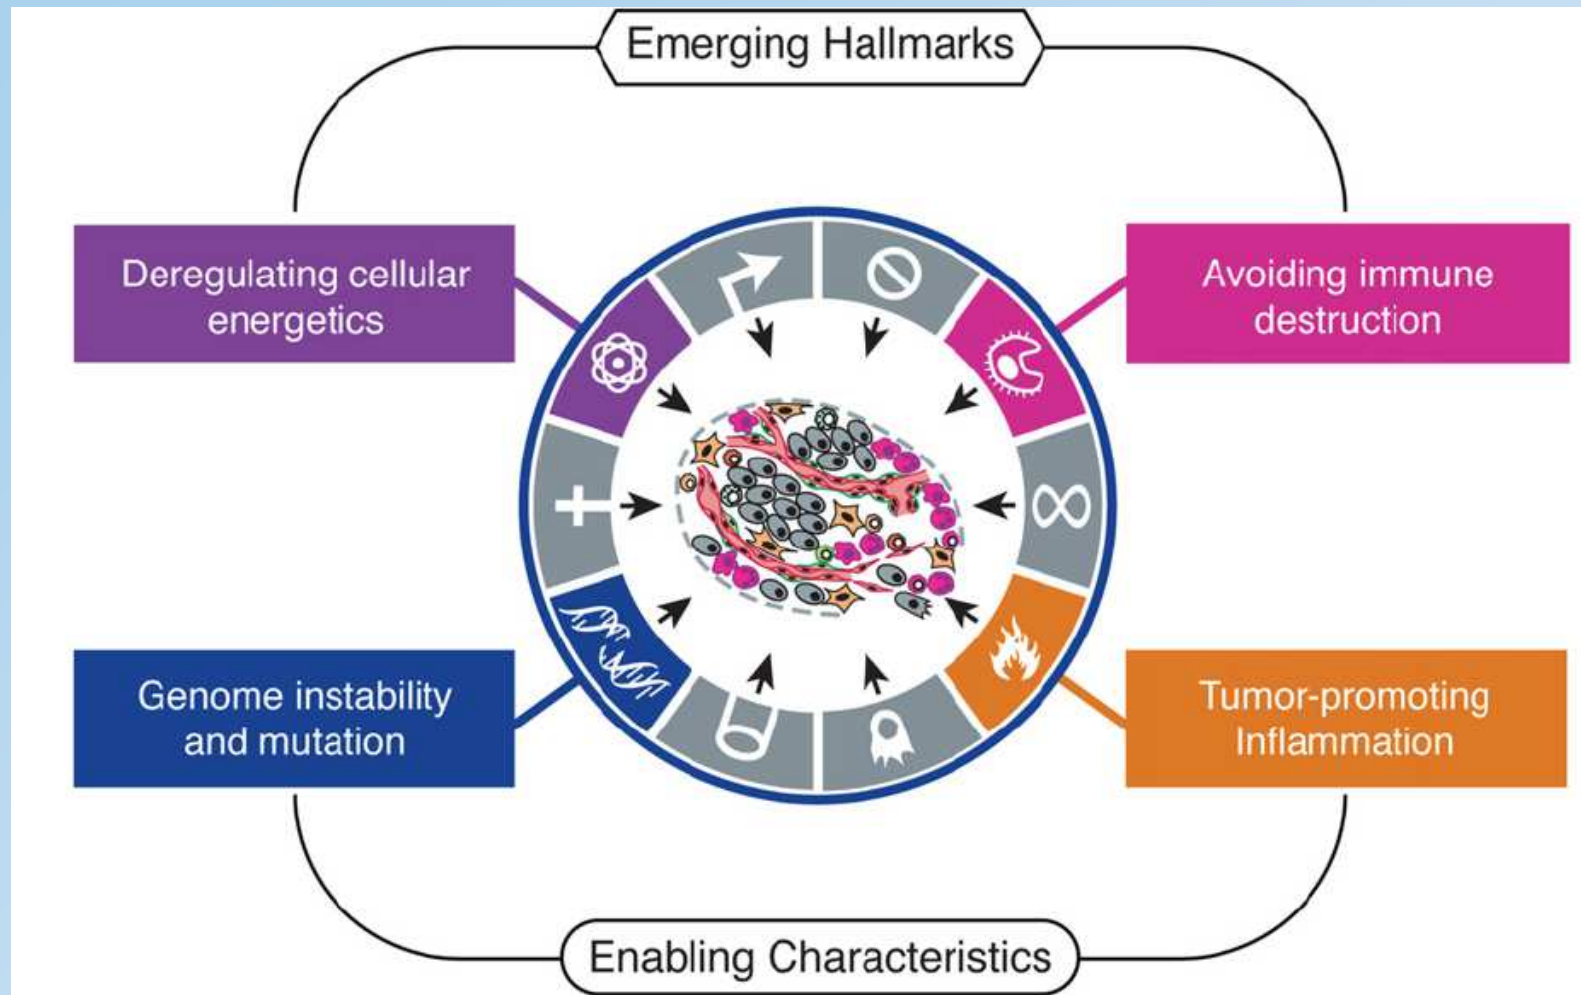 Emerging Hallmarks
Deregulating cellular
energetics
Avoiding immune
destruction
Genome instability
and mutation
Tumor-promoting
Inflammation
Enabling Characteristics